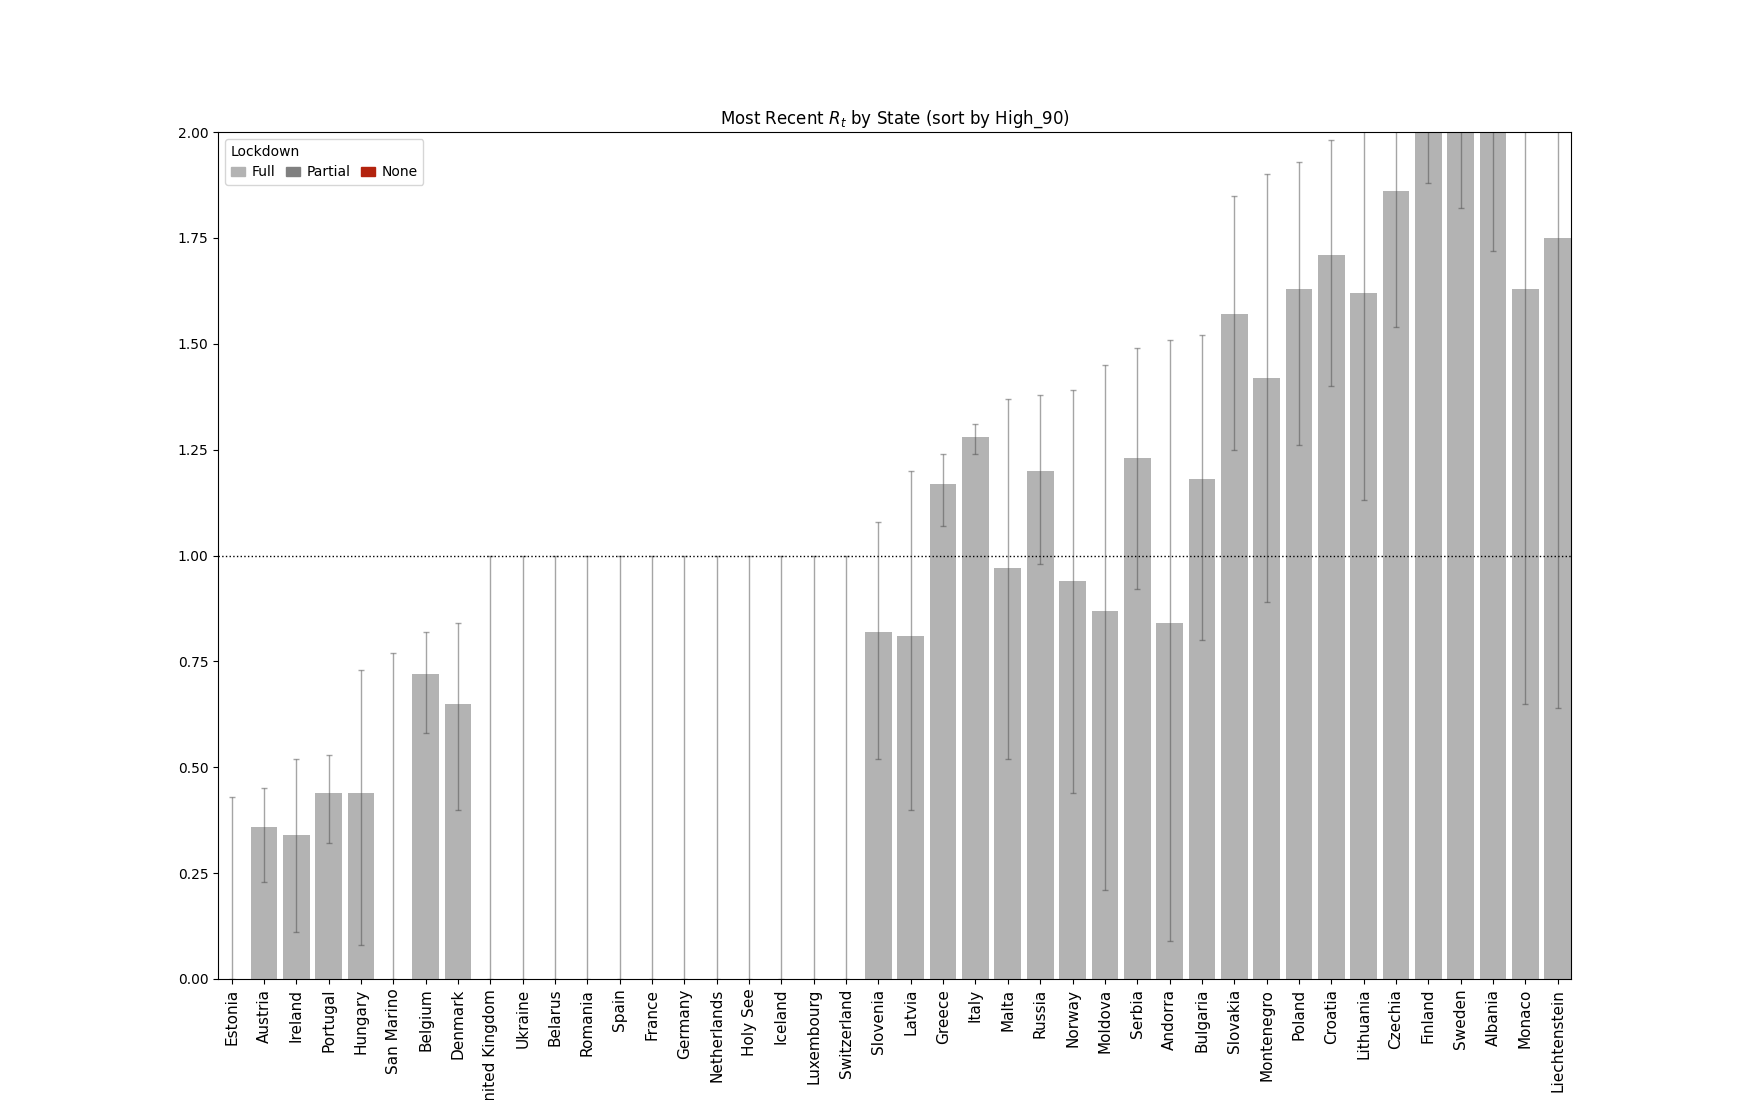 Most Recent R_t by State (sort by High_90)
Lockdown
Full Partial None
2.00
1.75
1.50
1.25
1.00
0.75
0.50
0.25
0.00
Estonia
Austria
Ireland
Portugal
Hungary
San Marino
Belgium
Denmark
nited Kingdom
Ukraine
Belarus
Romania
Spain
France
Germany
Netherlands
Holy See
Iceland
Luxembourg
Switzerland
Slovenia
Latvia
Greece
Italy
Malta
Russia
Norway
Moldova
Serbia
Andorra
Bulgaria
Slovakia
Montenegro
Poland
Croatia
Lithuania
Czechia
Finland
Sweden
Albania
Monaco
Liechtenstein